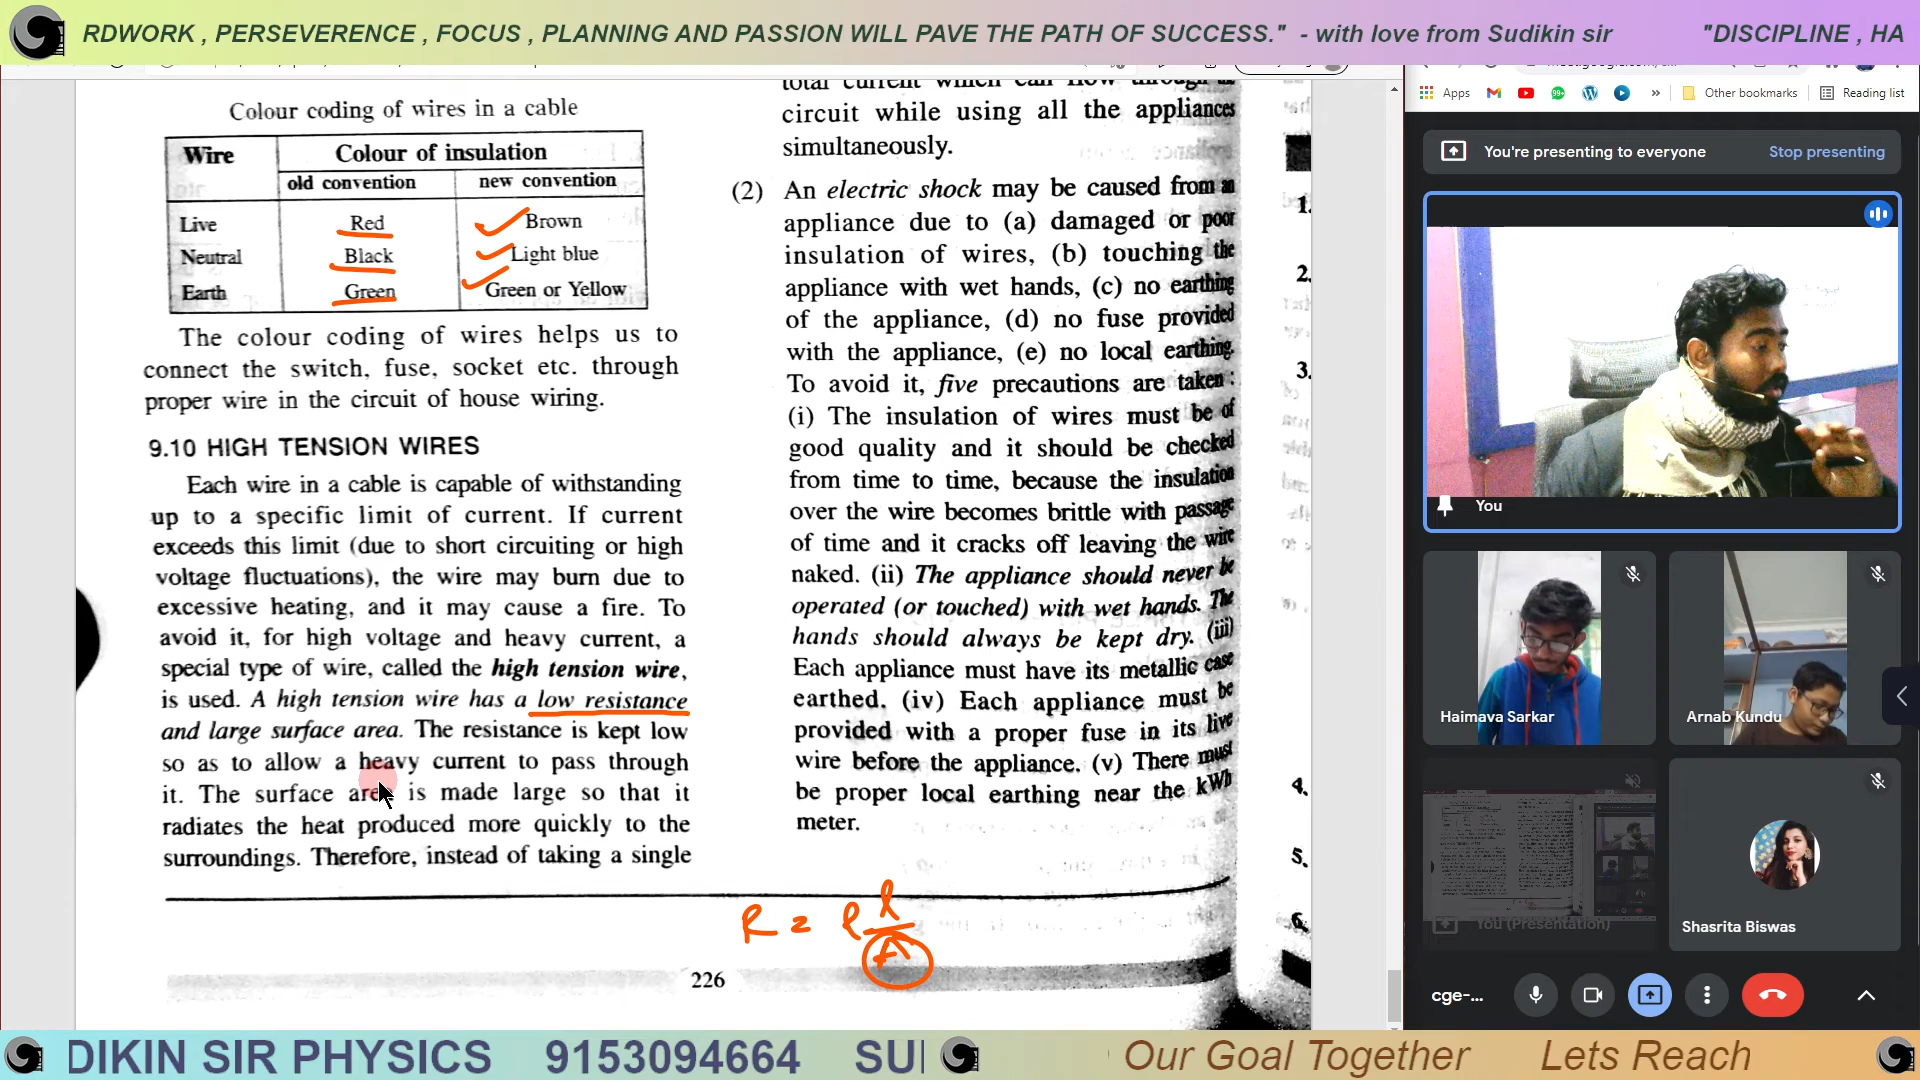 RDWORK , PERSEVERENCE , FOCUS , PLANNING AND PASSION WILL PAVE THE PATH OF SUCCESS." - with love from Sudikin sir "DISCIPLINE , HA
Colour coding of wires in a cable
Wire Colour of insulation
old convention new convention
Live Red Brown
Neutral Black Light blue
Earth Green Green or Yellow
The colour coding of wires helps us to
connect the switch, fuse, socket etc. through
proper wire in the circuit of house wiring.
9.10 HIGH TENSION WIRES
Each wire in a cable is capable of withstanding
up to a specific limit of current. If current
exceeds this limit (due to short circuiting or high
voltage fluctuations), the wire may burn due to
excessive heating, and it may cause a fire. To
avoid it, for high voltage and heavy current, a
special type of wire, called the high tension wire,
is used. A high tension wire has a low resistance
and large surface area. The resistance is kept low
so as to allow a heavy current to pass through
it. The surface area is made large so that it
radiates the heat produced more quickly to the
surroundings. Therefore, instead of taking a single
total current which can flow through the
circuit while using all the appliances
simultaneously.
(2) An electric shock may be caused from an
appliance due to (a) damaged or poor
insulation of wires, (b) touching the
appliance with wet hands, (c) no earthing
of the appliance, (d) no fuse provided
with the appliance, (e) no local earthing.
To avoid it, five precautions are taken :
(i) The insulation of wires must be of
good quality and it should be checked
from time to time, because the insulation
over the wire becomes brittle with passage
of time and it cracks off leaving the wire
naked. (ii) The appliance should never be
operated (or touched) with wet hands. The
hands should always be kept dry. (iii)
Each appliance must have its metallic case
earthed. (iv) Each appliance must be
provided with a proper fuse in its live
wire before the appliance. (v) There must
be proper local earthing near the kWh
meter.
R = ρ l
A
226
1.
2.
3.
4.
5.
6.
Apps Other bookmarks Reading list
You're presenting to everyone Stop presenting
You
Haimava Sarkar Arnab Kundu
You (Presentation) Shasrita Biswas
cge-...
DIKIN SIR PHYSICS 9153094664 SU Our Goal Together Lets Reach